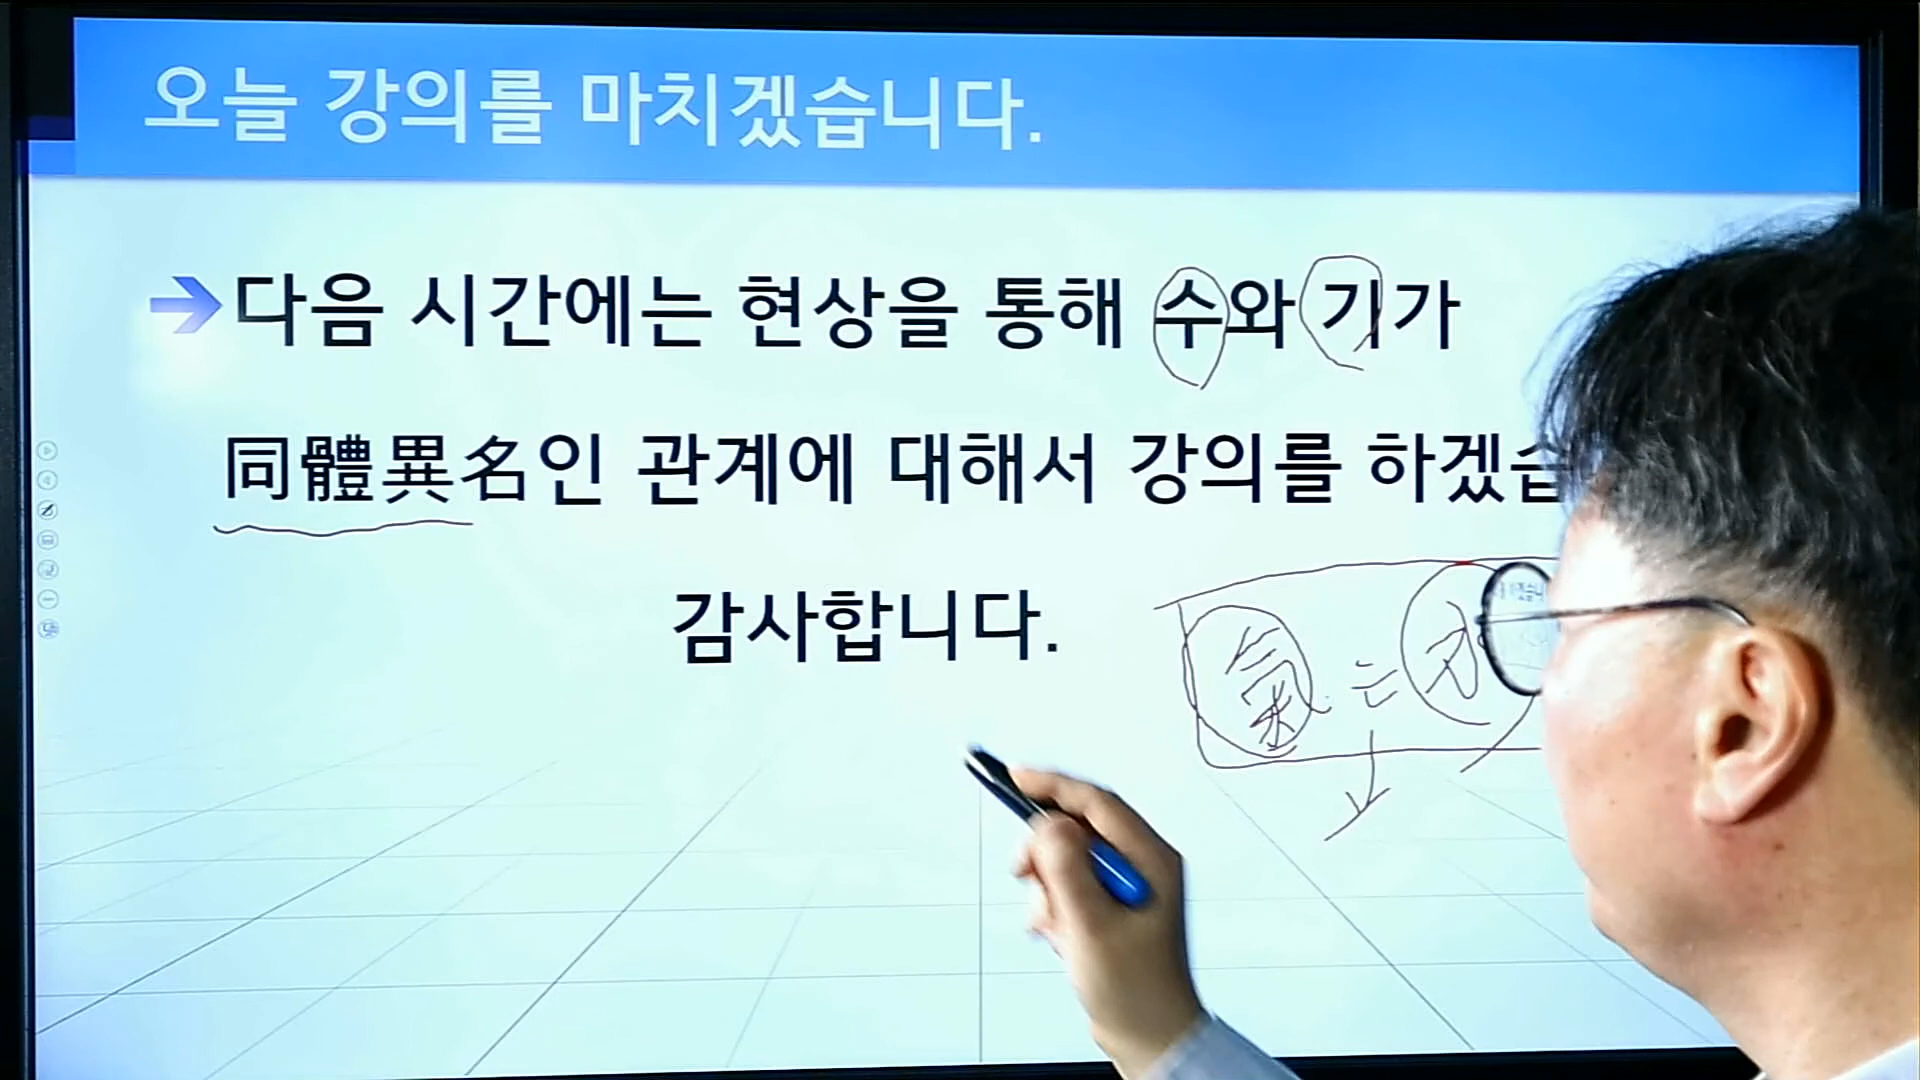 오늘 강의를 마치겠습니다.
다음 시간에는 현상을 통해 수와 기가
同體異名인 관계에 대해서 강의를 하겠습
감사합니다.
氣 =